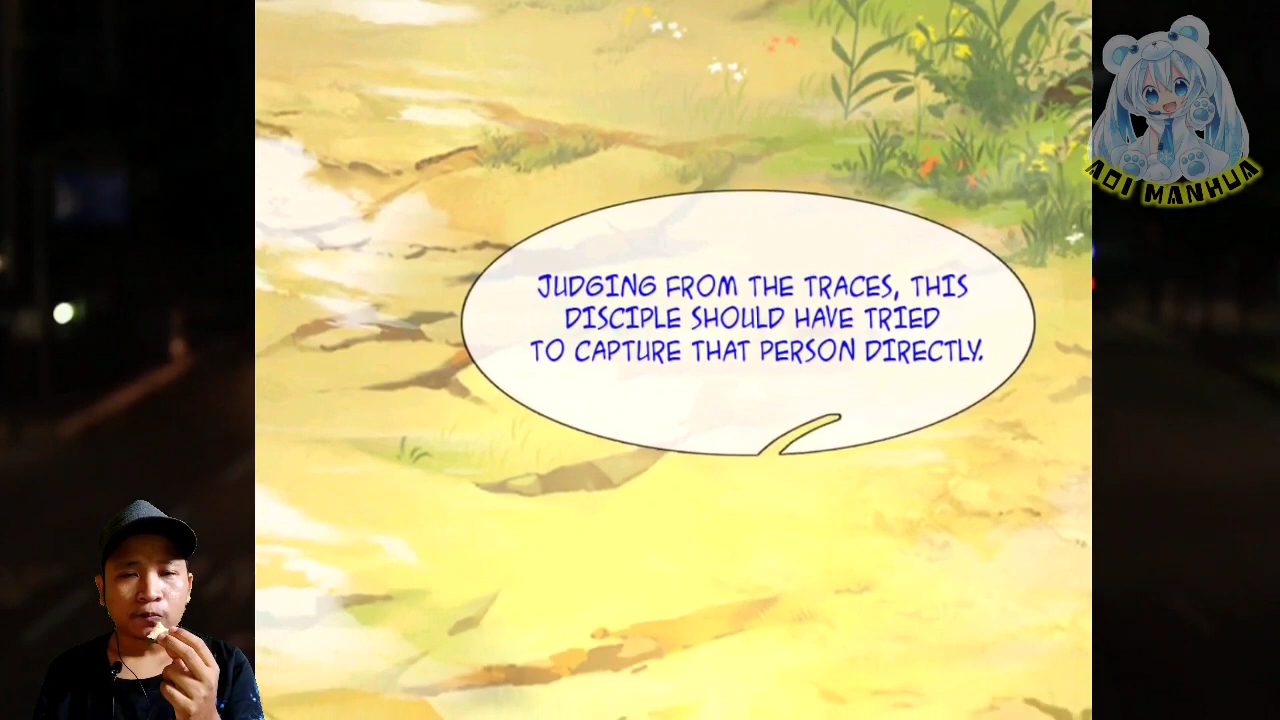 AOI MANHUA
JUDGING FROM THE TRACES, THIS
DISCIPLE SHOULD HAVE TRIED
TO CAPTURE THAT PERSON DIRECTLY.